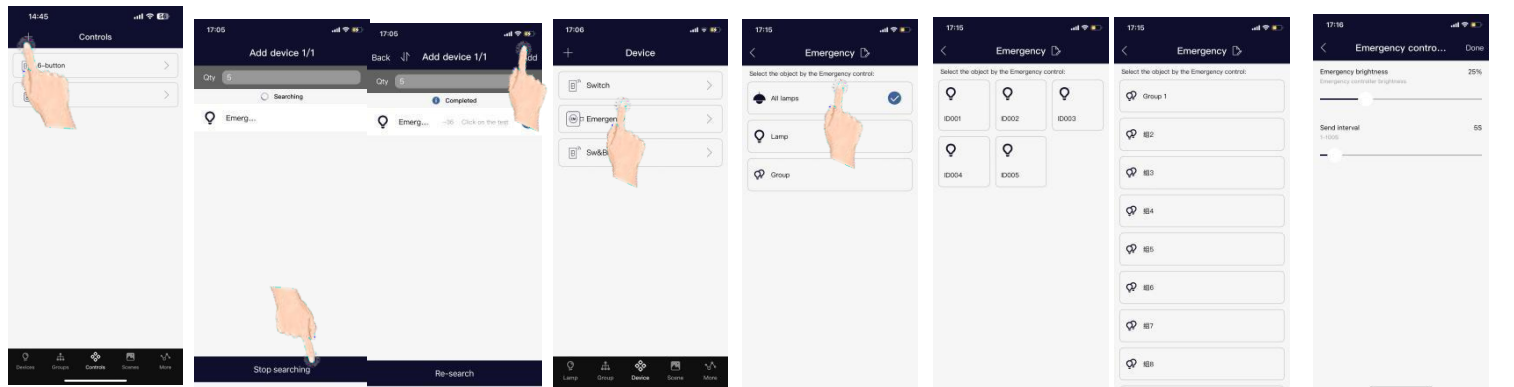 14:45
Controls
6-button
Devices
Groups
Controls
Scenes
More
17:05
Add device 1/1
Qty 5
Searching
Emerg...
Stop searching
17:05
Back
Add device 1/1
Qty 5
Completed
Emerg... -36 Click on the test
Re-search
17:06
Device
Switch
Emergen
Sw&B
Lamp
Group
Device
Scene
More
17:15
Emergency
Select the object by the Emergency control:
All lamps
Lamp
Group
17:15
Emergency
Select the object by the Emergency control:
ID001
ID002
ID003
ID004
ID005
17:15
Emergency
Select the object by the Emergency control:
Group 1
组2
组3
组4
组5
组6
组7
组8
17:16
Emergency contro...
Done
Emergency brightness
25%
Emergency controller brightness
Send interval
55